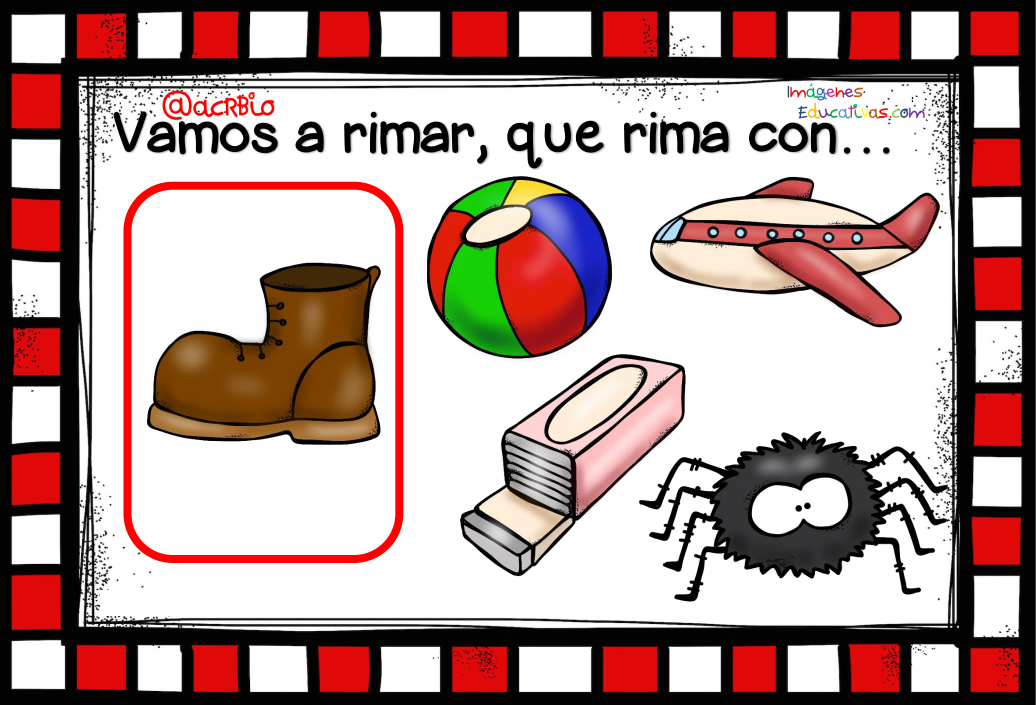 @acrbio
Imágenes
Educativas.com
Vamos a rimar, que rima con...